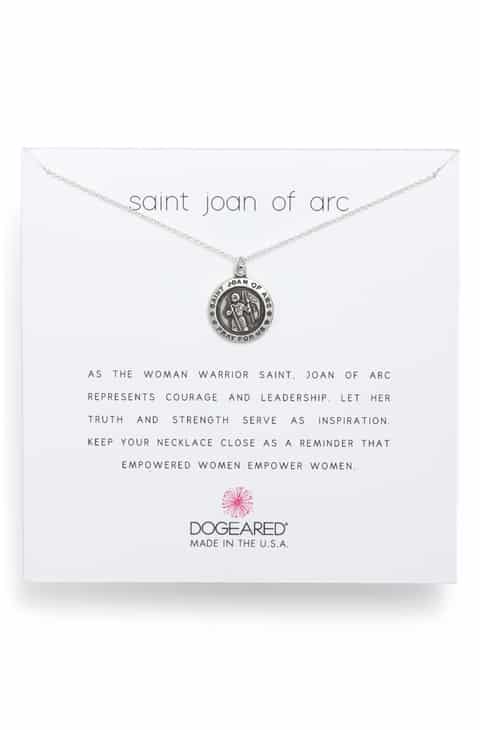 saint joan of arc
SAINT JOAN OF ARC
PRAY FOR US
AS THE WOMAN WARRIOR SAINT, JOAN OF ARC
REPRESENTS COURAGE AND LEADERSHIP. LET HER
TRUTH AND STRENGTH SERVE AS INSPIRATION.
KEEP YOUR NECKLACE CLOSE AS A REMINDER THAT
EMPOWERED WOMEN EMPOWER WOMEN.
DOGEARED®
MADE IN THE U.S.A.